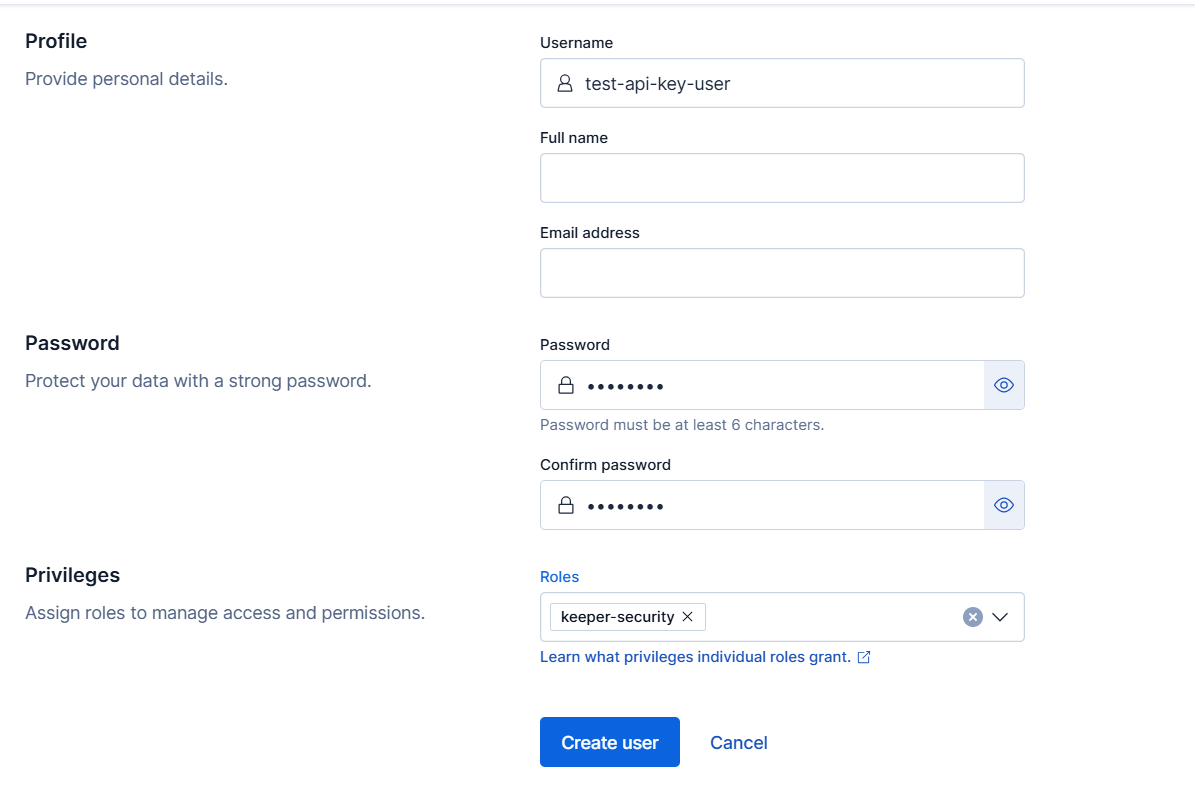 Profile
Provide personal details.
Username
test-api-key-user
Full name
Email address
Password
Protect your data with a strong password.
Password
••••••••
Password must be at least 6 characters.
Confirm password
••••••••
Privileges
Assign roles to manage access and permissions.
Roles
keeper-security
Learn what privileges individual roles grant.
Create user
Cancel